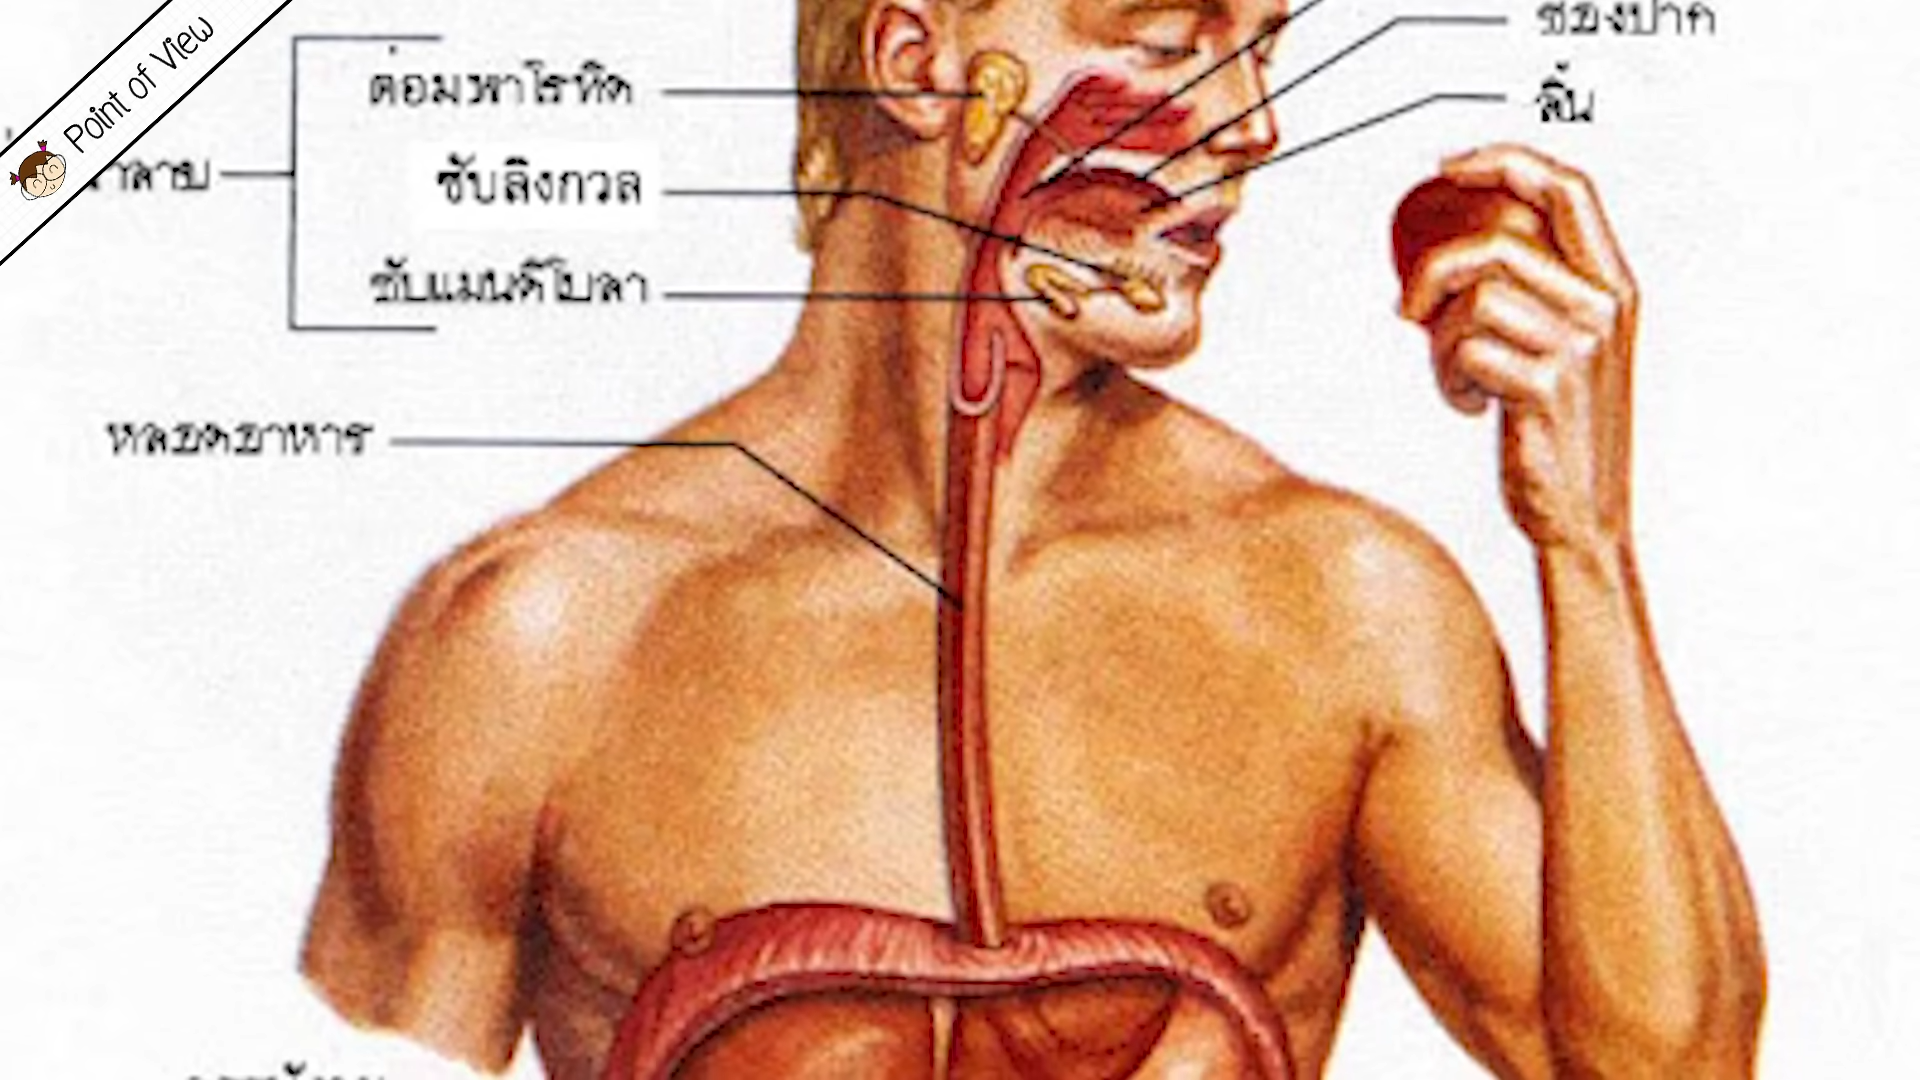 Point of View
ช่องปาก
ต่อมพาโรทิด
ลิ้น
ซับลิงกวล
ซับแมนดิโบลา
หลอดอาหาร